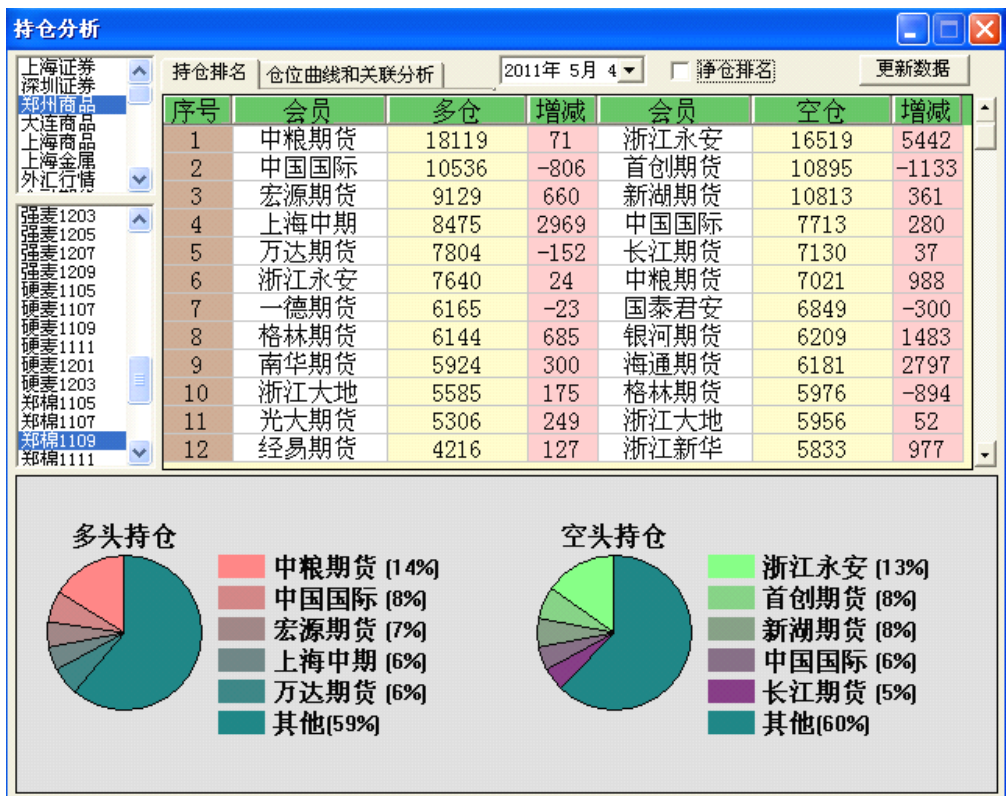 持仓分析
上海证券
深圳证券
郑州商品
大连商品
上海商品
上海金属
外汇行情
强麦1203
强麦1205
强麦1207
强麦1209
硬麦1105
硬麦1107
硬麦1109
硬麦1111
硬麦1201
硬麦1203
郑棉1105
郑棉1107
郑棉1109
郑棉1111
持仓排名 仓位曲线和关联分析 2011年 5月 4 净仓排名 更新数据
序号 会员 多仓 增减 会员 空仓 增减
1 中粮期货 18119 71 浙江永安 16519 5442
2 中国国际 10536 -806 首创期货 10895 -1133
3 宏源期货 9129 660 新湖期货 10813 361
4 上海中期 8475 2969 中国国际 7713 280
5 万达期货 7804 -152 长江期货 7130 37
6 浙江永安 7640 24 中粮期货 7021 988
7 一德期货 6165 -23 国泰君安 6849 -300
8 格林期货 6144 685 银河期货 6209 1483
9 南华期货 5924 300 海通期货 6181 2797
10 浙江大地 5585 175 格林期货 5976 -894
11 光大期货 5306 249 浙江大地 5956 52
12 经易期货 4216 127 浙江新华 5833 977
多头持仓
中粮期货 (14%)
中国国际 (8%)
宏源期货 (7%)
上海中期 (6%)
万达期货 (6%)
其他(59%)
空头持仓
浙江永安 (13%)
首创期货 (8%)
新湖期货 (8%)
中国国际 (6%)
长江期货 (5%)
其他(60%)